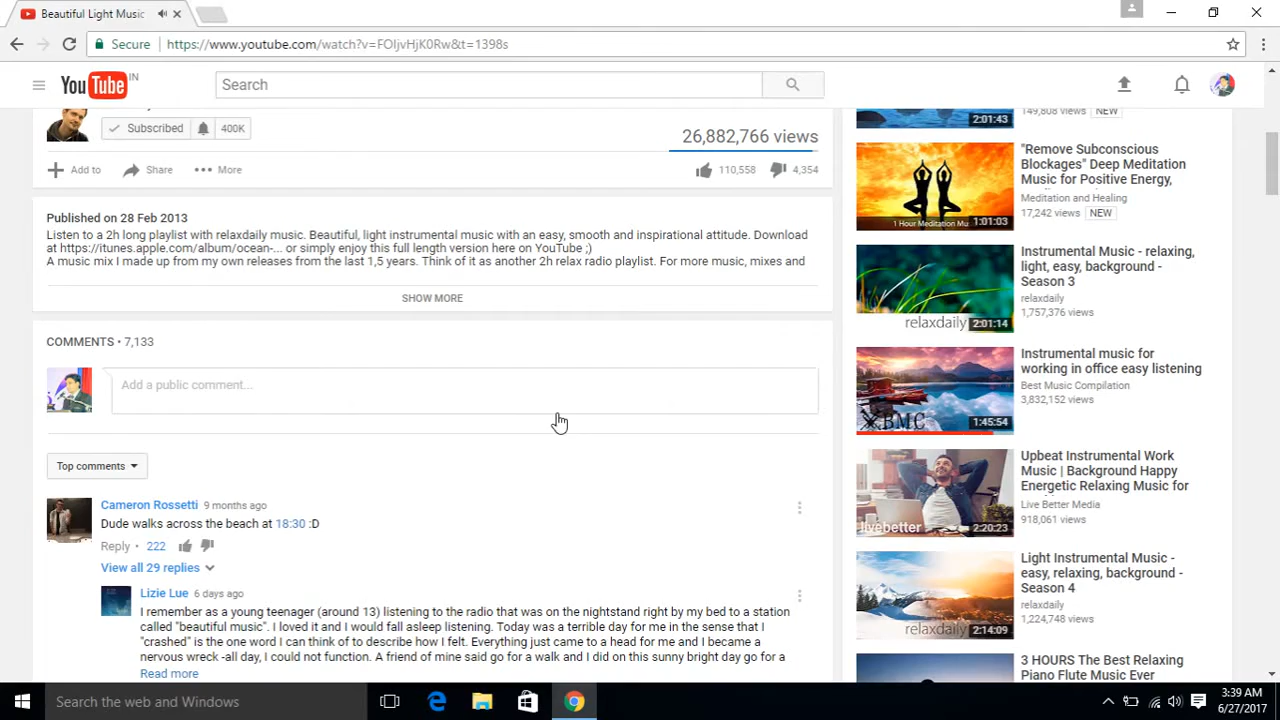 Beautiful Light Music
Secure
https://www.youtube.com/watch?v=FOIjvHjK0Rw&t=1398s
YouTube IN
Search
Subscribed 400K
26,882,766 views
Add to Share More
110,558 4,354
Published on 28 Feb 2013
Listen to a 2h long playlist with relaxdaily N°052. Beautiful, light instrumental music with an easy, smooth and inspirational attitude. Download
at https://itunes.apple.com/album/ocean-... or simply enjoy this full length version here on YouTube ;)
A music mix I made up from my own releases from the last 1,5 years. Think of it as another 2h relax radio playlist. For more music, mixes and
SHOW MORE
COMMENTS • 7,133
Add a public comment...
Top comments
Cameron Rossetti 9 months ago
Dude walks across the beach at 18:30 :D
Reply • 222
View all 29 replies
Lizie Lue 6 days ago
I remember as a young teenager (around 13) listening to the radio that was on the nightstand right by my bed to a station
called "beautiful music". I loved it and I would fall asleep listening. Today was a terrible day for me in the sense that I
"crashed" is the one word I can think of to describe how I felt. Everything just came to a head for me and I became a
nervous wreck -all day, I could not function. A friend of mine said go for a walk and I did on this sunny bright day go for a
Read more
2:01:43
149,808 views NEW
1 Hour Meditation Mu
1:01:03
"Remove Subconscious
Blockages" Deep Meditation
Music for Positive Energy,
Meditation and Healing
17,242 views NEW
relaxdaily
2:01:14
Instrumental Music - relaxing,
light, easy, background -
Season 3
relaxdaily
1,757,376 views
BMC
1:45:54
Instrumental music for
working in office easy listening
Best Music Compilation
3,832,152 views
livebetter
2:20:23
Upbeat Instrumental Work
Music | Background Happy
Energetic Relaxing Music for
Live Better Media
918,061 views
relaxdaily
2:14:09
Light Instrumental Music -
easy, relaxing, background -
Season 4
relaxdaily
1,224,748 views
3 HOURS The Best Relaxing
Piano Flute Music Ever
Search the web and Windows
3:39 AM
6/27/2017